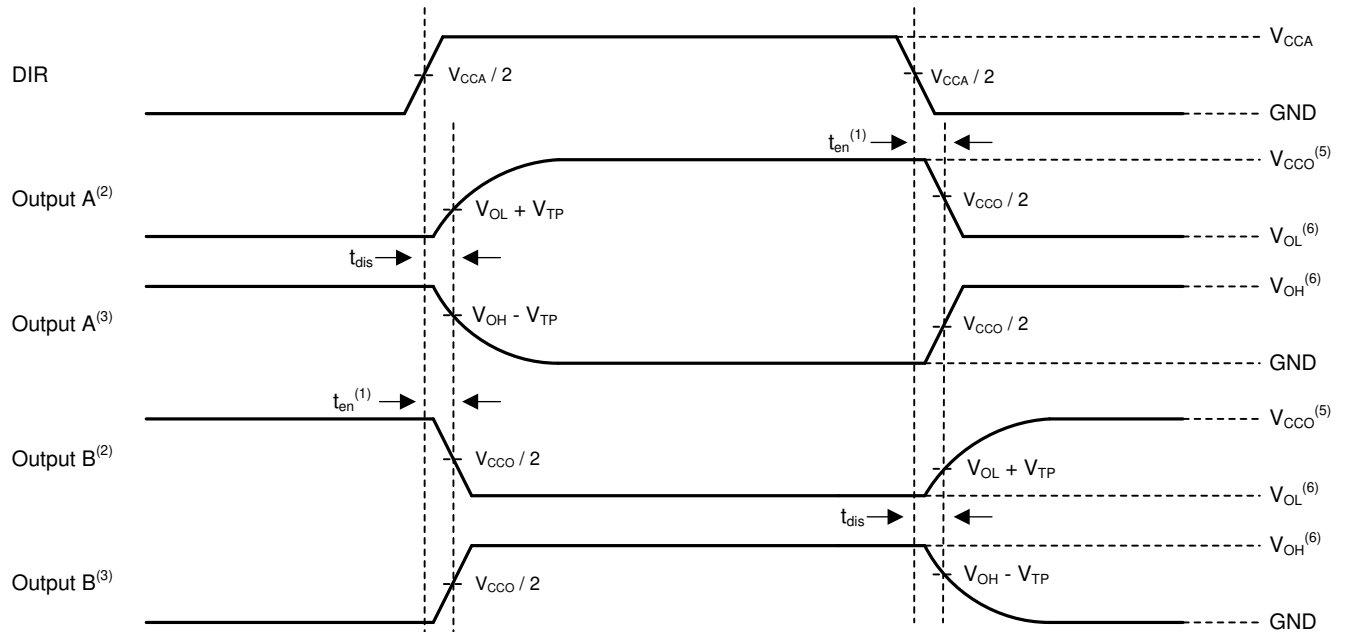 V_CCA
DIR
V_CCA / 2
V_CCA / 2
GND
t_en^(1)
V_CCO^(5)
Output A^(2)
V_OL + V_TP
V_CCO / 2
V_OL^(6)
t_dis
V_OH^(6)
Output A^(3)
V_OH - V_TP
V_CCO / 2
GND
t_en^(1)
V_CCO^(5)
Output B^(2)
V_CCO / 2
V_OL + V_TP
V_OL^(6)
t_dis
V_OH^(6)
Output B^(3)
V_CCO / 2
V_OH - V_TP
GND